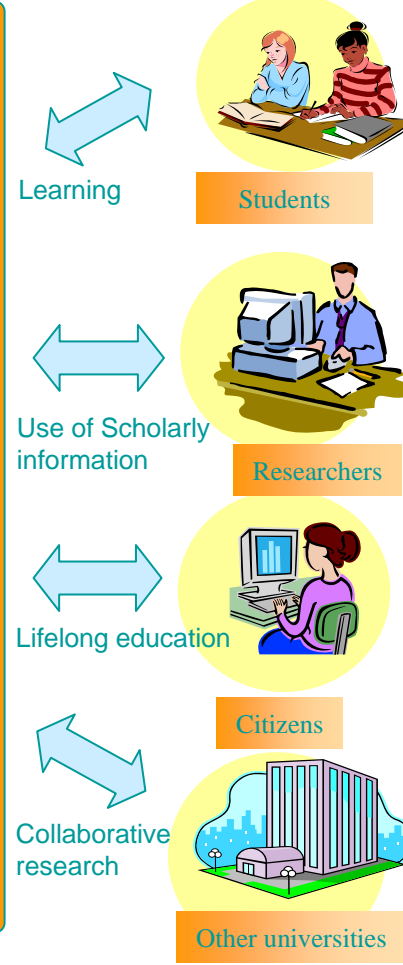 Learning
Students
Use of Scholarly
information
Researchers
Lifelong education
Citizens
Collaborative
research
Other universities